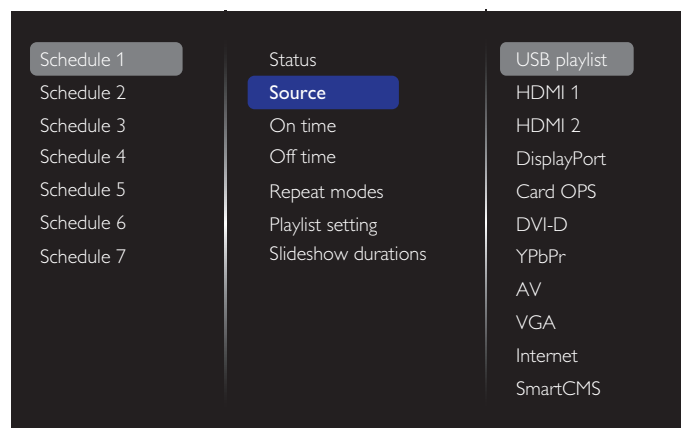 Schedule 1
Schedule 2
Schedule 3
Schedule 4
Schedule 5
Schedule 6
Schedule 7
Status
Source
On time
Off time
Repeat modes
Playlist setting
Slideshow durations
USB playlist
HDMI 1
HDMI 2
DisplayPort
Card OPS
DVI-D
YPbPr
AV
VGA
Internet
SmartCMS